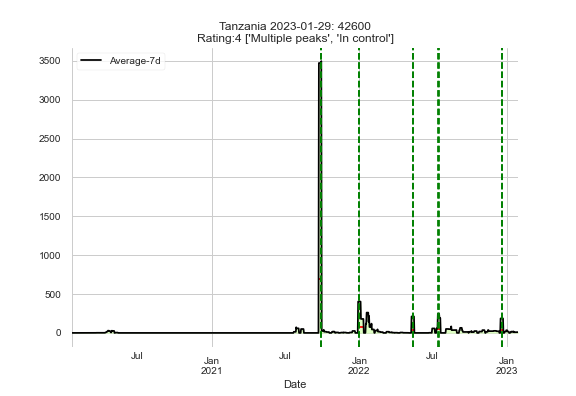 Tanzania 2023-01-29: 42600
Rating:4 ['Multiple peaks', 'In control']
Average-7d
3500
3000
2500
2000
1500
1000
500
0
Jul
Jan
2021
Jul
Jan
2022
Jul
Jan
2023
Date